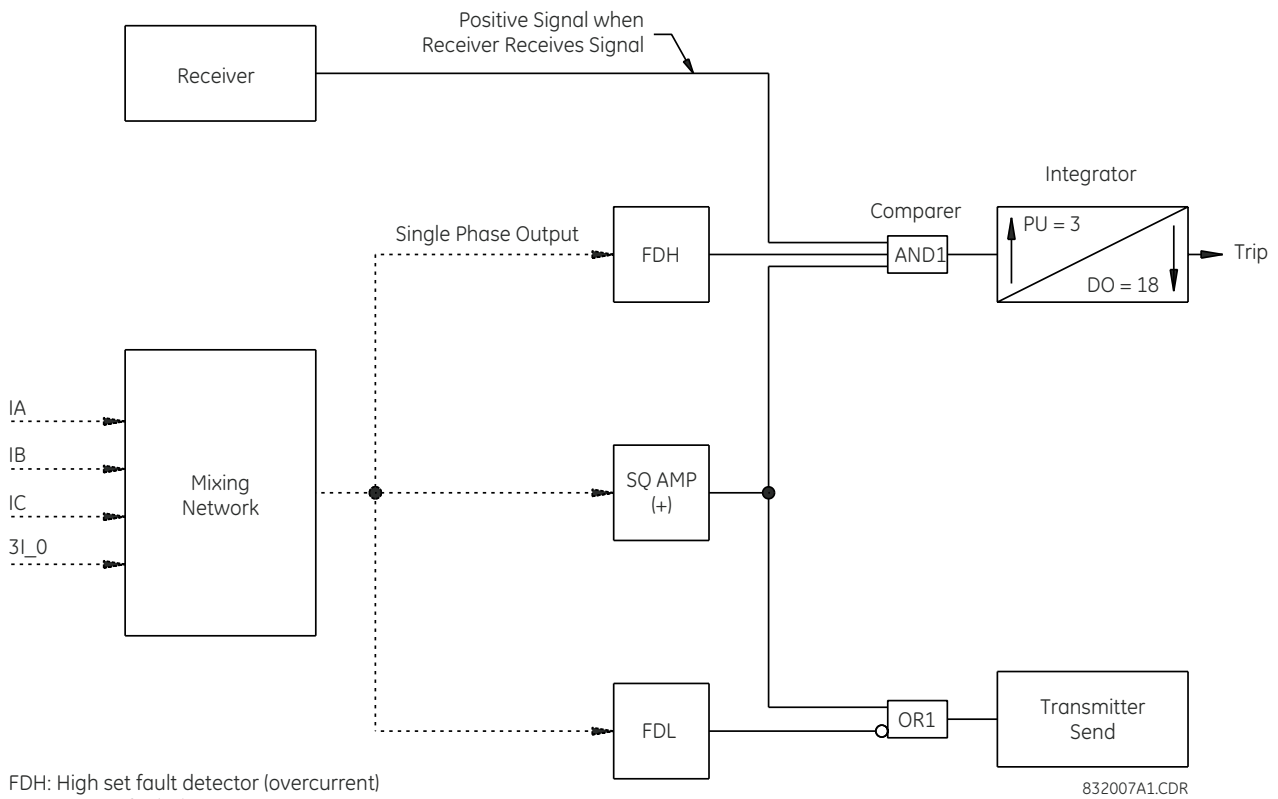 Positive Signal when
Receiver Receives Signal
Receiver
Integrator
Comparer
PU = 3
Single Phase Output
FDH
AND1
Trip
DO = 18
IA
IB
IC
3I_0
Mixing
Network
SQ AMP
(+)
FDL
OR1
Transmitter
Send
FDH: High set fault detector (overcurrent)
832007A1.CDR